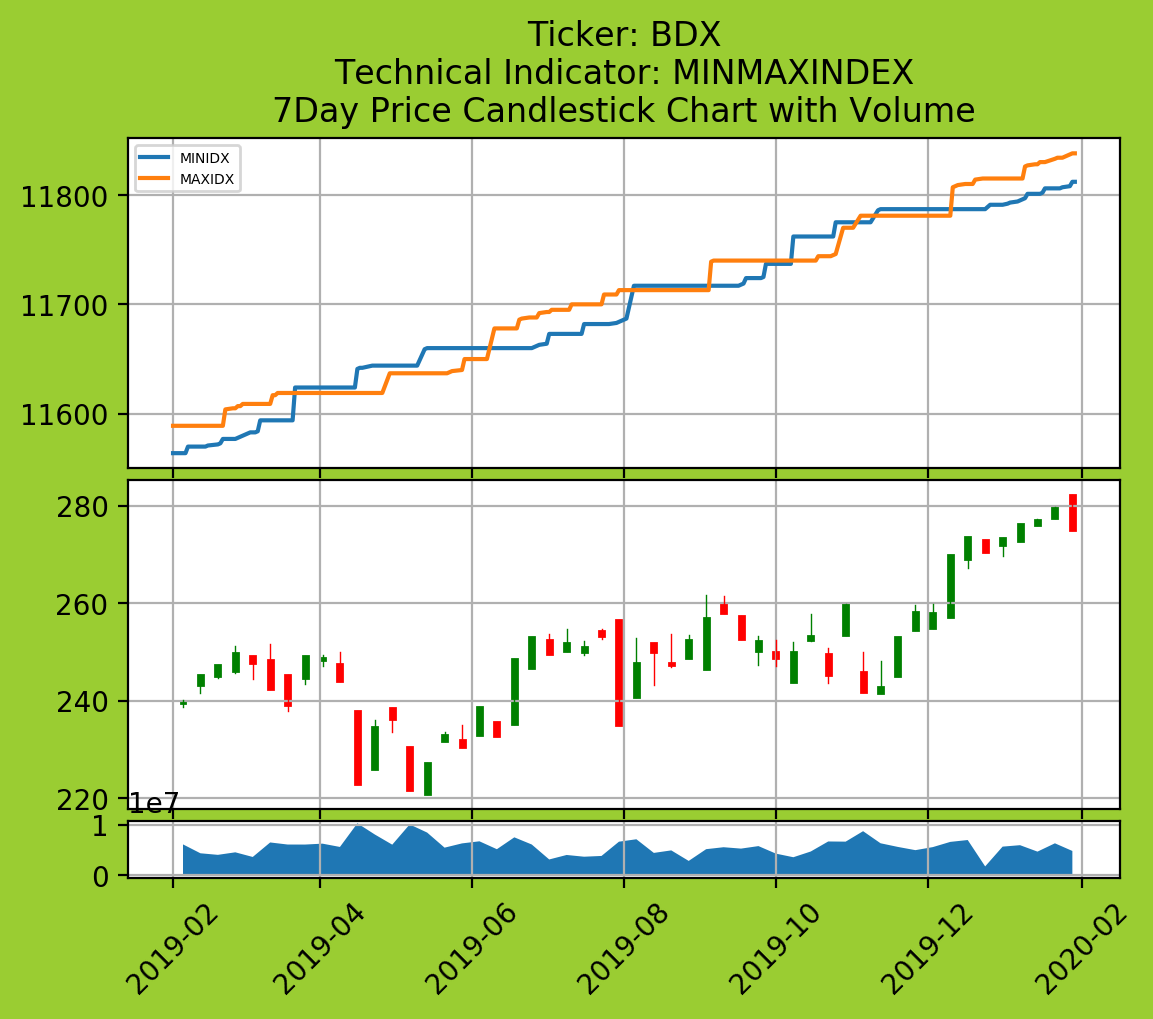 Ticker: BDX
Technical Indicator: MINMAXINDEX
7Day Price Candlestick Chart with Volume
MINIDX
MAXIDX
11800
11700
11600
280
260
240
220
1e7
1
0
2019-02
2019-04
2019-06
2019-08
2019-10
2019-12
2020-02